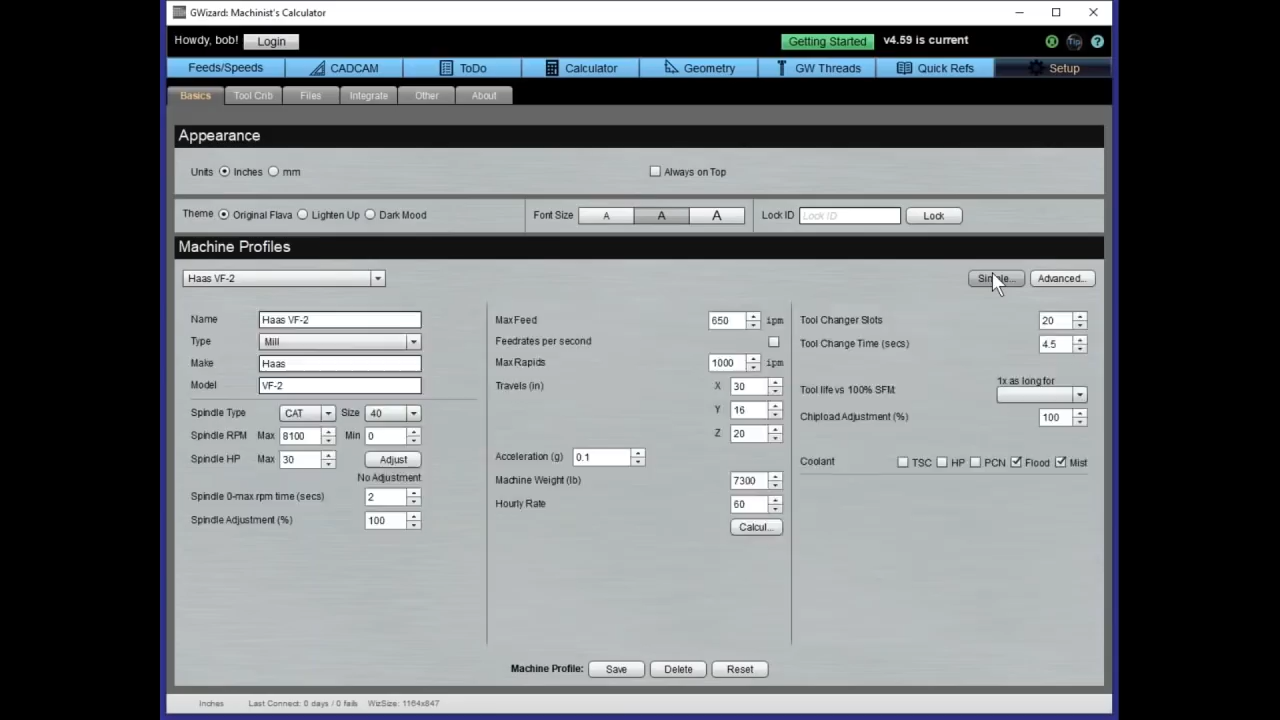 GWizard: Machinist's Calculator
Howdy, bob! Login Getting Started v4.59 is current Tip ?
Feeds/Speeds CADCAM ToDo Calculator Geometry GW Threads Quick Refs Setup
Basics Tool Crib Files Integrate Other About
Appearance
Units Inches mm Always on Top
Theme Original Flava Lighten Up Dark Mood Font Size A A A Lock ID Lock ID Lock
Machine Profiles
Haas VF-2 Advanced...
Name Haas VF-2
Type Mill
Make Haas
Model VF-2
Spindle Type CAT Size 40
Spindle RPM Max 8100 Min 0
Spindle HP Max 30 Adjust
No Adjustment
Spindle 0-max rpm time (secs) 2
Spindle Adjustment (%) 100
Max Feed 650 ipm
Feedrates per second
Max Rapids 1000 ipm
Travels (in) X 30
Y 16
Z 20
Acceleration (g) 0.1
Machine Weight (lb) 7300
Hourly Rate 60
Calcul...
Tool Changer Slots 20
Tool Change Time (secs) 4.5
1x as long for
Tool life vs 100% SFM:
Chipload Adjustment (%) 100
Coolant TSC HP PCN Flood Mist
Machine Profile: Save Delete Reset
Inches Last Connect: 0 days / 0 fails WizSize: 1164x847